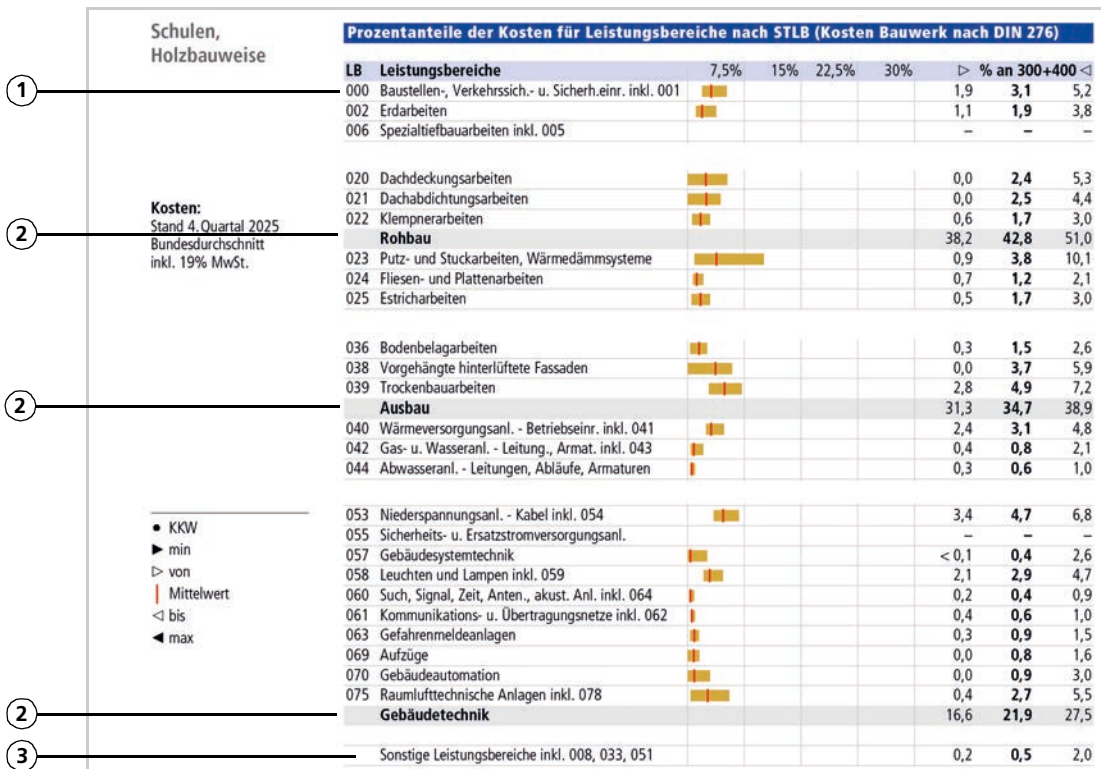 Schulen,
Holzbauweise
Prozentanteile der Kosten für Leistungsbereiche nach STLB (Kosten Bauwerk nach DIN 276)
LB Leistungsbereiche 7,5% 15% 22,5% 30% ▷ % an 300+400 ◁
1
000 Baustellen-, Verkehrssich.- u. Sicherh.einr. inkl. 001 1,9 3,1 5,2
002 Erdarbeiten 1,1 1,9 3,8
006 Spezialtiefbauarbeiten inkl. 005 – – –
020 Dachdeckungsarbeiten 0,0 2,4 5,3
021 Dachabdichtungsarbeiten 0,0 2,5 4,4
022 Klempnerarbeiten 0,6 1,7 3,0
Kosten:
Stand 4. Quartal 2025
Bundesdurchschnitt
inkl. 19% MwSt.
2
Rohbau 38,2 42,8 51,0
023 Putz- und Stuckarbeiten, Wärmedämmsysteme 0,9 3,8 10,1
024 Fliesen- und Plattenarbeiten 0,7 1,2 2,1
025 Estricharbeiten 0,5 1,7 3,0
036 Bodenbelagarbeiten 0,3 1,5 2,6
038 Vorgehängte hinterlüftete Fassaden 0,0 3,7 5,9
039 Trockenbauarbeiten 2,8 4,9 7,2
2
Ausbau 31,3 34,7 38,9
040 Wärmeversorgungsanl. - Betriebseinr. inkl. 041 2,4 3,1 4,8
042 Gas- u. Wasseranl. - Leitung., Armat. inkl. 043 0,4 0,8 2,1
044 Abwasseranl. - Leitungen, Abläufe, Armaturen 0,3 0,6 1,0
● KKW
▶ min
▷ von
| Mittelwert
◁ bis
◀ max
053 Niederspannungsanl. - Kabel inkl. 054 3,4 4,7 6,8
055 Sicherheits- u. Ersatzstromversorgungsanl. – – –
057 Gebäudesystemtechnik < 0,1 0,4 2,6
058 Leuchten und Lampen inkl. 059 2,1 2,9 4,7
060 Such, Signal, Zeit, Anten., akust. Anl. inkl. 064 0,2 0,4 0,9
061 Kommunikations- u. Übertragungsnetze inkl. 062 0,4 0,6 1,0
063 Gefahrenmeldeanlagen 0,3 0,9 1,5
069 Aufzüge 0,0 0,8 1,6
070 Gebäudeautomation 0,0 0,9 3,0
075 Raumlufttechnische Anlagen inkl. 078 0,4 2,7 5,5
2
Gebäudetechnik 16,6 21,9 27,5
3
Sonstige Leistungsbereiche inkl. 008, 033, 051 0,2 0,5 2,0